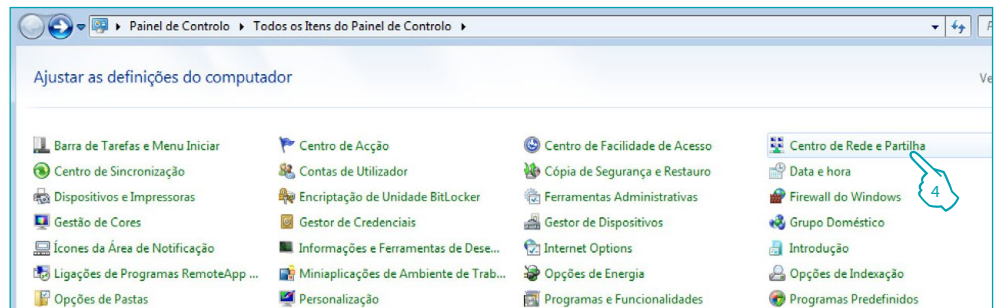 Painel de Controlo Todos os Itens do Painel de Controlo
Ajustar as definições do computador
Barra de Tarefas e Menu Iniciar Centro de Acção Centro de Facilidade de Acesso Centro de Rede e Partilha
Centro de Sincronização Contas de Utilizador Cópia de Segurança e Restauro Data e hora
Dispositivos e Impressoras Encriptação de Unidade BitLocker Ferramentas Administrativas Firewall do Windows 4
Gestão de Cores Gestor de Credenciais Gestor de Dispositivos Grupo Doméstico
Ícones da Área de Notificação Informações e Ferramentas de Dese... Internet Options Introdução
Ligações de Programas RemoteApp ... Miniaplicações de Ambiente de Trab... Opções de Energia Opções de Indexação
Opções de Pastas Personalização Programas e Funcionalidades Programas Predefinidos